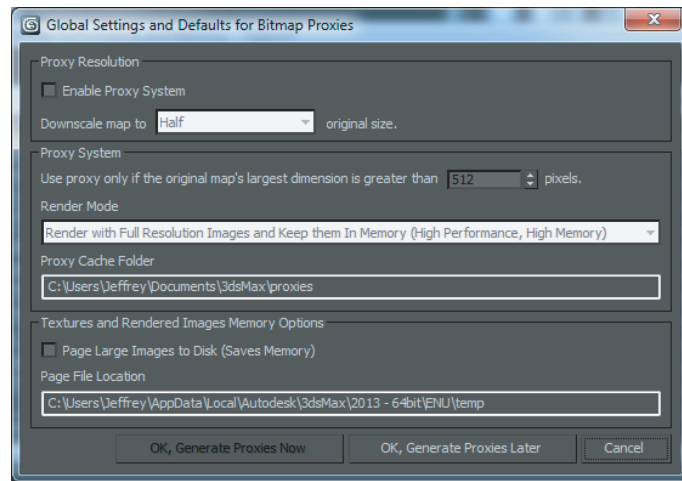 Global Settings and Defaults for Bitmap Proxies
Proxy Resolution
Enable Proxy System
Downscale map to Half original size.
Proxy System
Use proxy only if the original map's largest dimension is greater than 512 pixels.
Render Mode
Render with Full Resolution Images and Keep them In Memory (High Performance, High Memory)
Proxy Cache Folder
C:\Users\Jeffrey\Documents\3dsMax\proxies
Textures and Rendered Images Memory Options
Page Large Images to Disk (Saves Memory)
Page File Location
C:\Users\Jeffrey\AppData\Local\Autodesk\3dsMax\2013 - 64bit\ENU\temp
OK, Generate Proxies Now OK, Generate Proxies Later Cancel